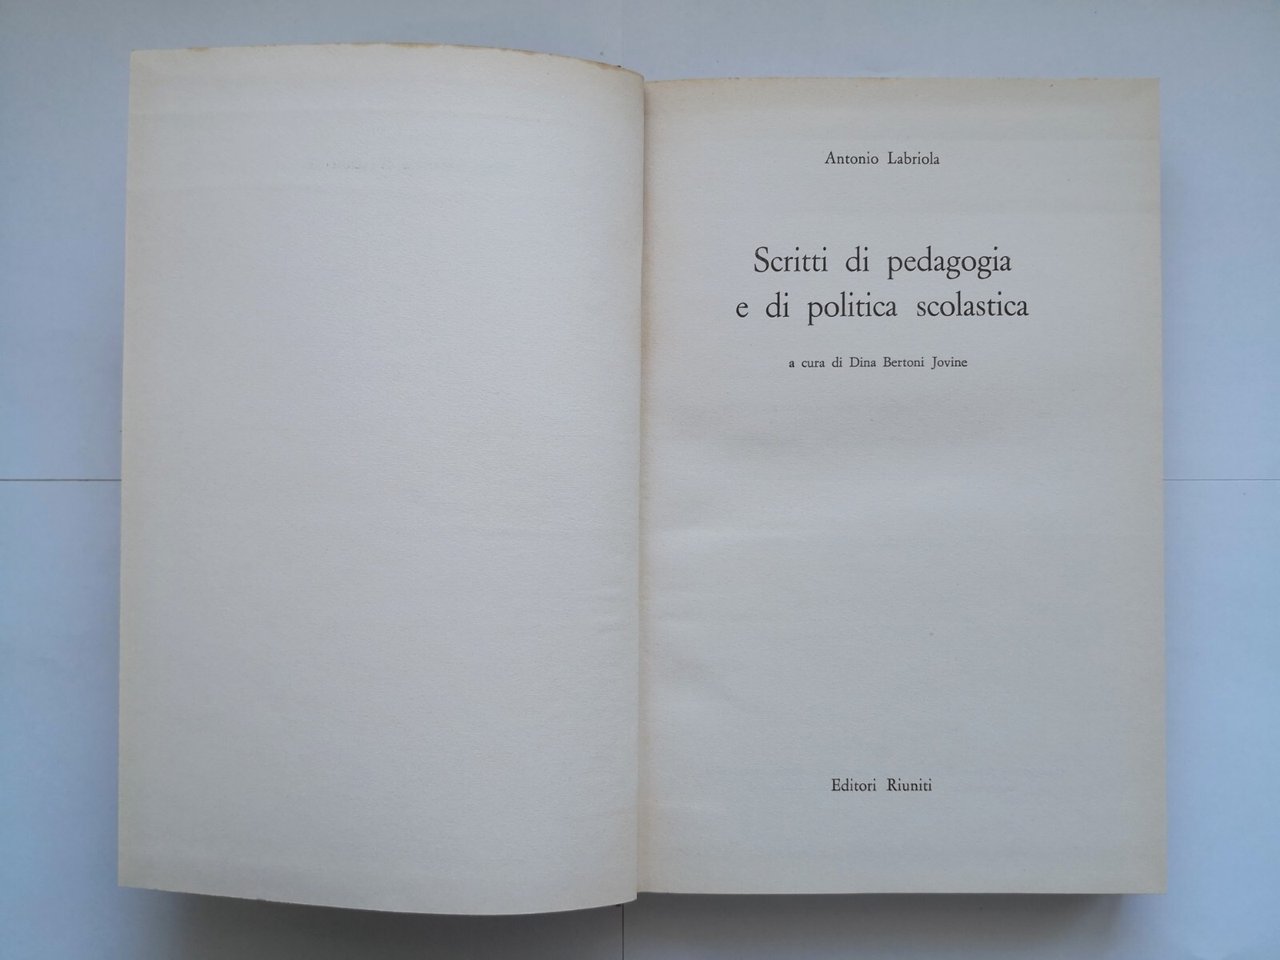 Antonio Labriola
Scritti di pedagogia
e di politica scolastica
a cura di Dina Bertoni Jovine
Editori Riuniti